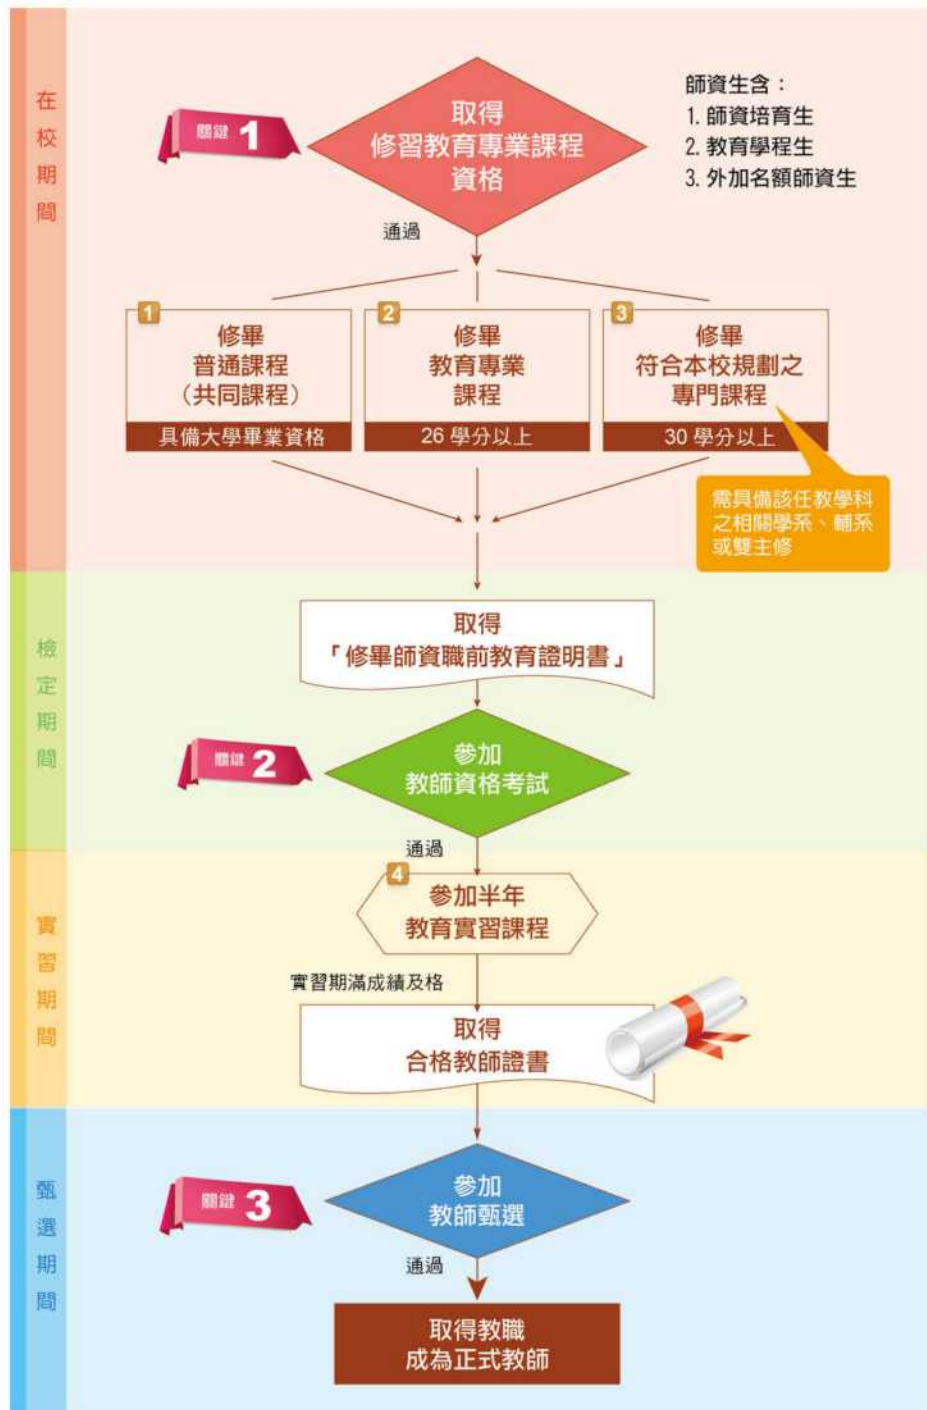 在校期間
關鍵 1
取得
修習教育專業課程
資格
師資生含：
1. 師資培育生
2. 教育學程生
3. 外加名額師資生
通過
1
修畢
普通課程
（共同課程）
具備大學畢業資格
2
修畢
教育專業
課程
26 學分以上
3
修畢
符合本校規劃之
專門課程
30 學分以上
需具備該任教學科
之相關學系、輔系
或雙主修
檢定期間
取得
「修畢師資職前教育證明書」
關鍵 2
參加
教師資格考試
通過
實習期間
4
參加半年
教育實習課程
實習期滿成績及格
取得
合格教師證書
甄選期間
關鍵 3
參加
教師甄選
通過
取得教職
成為正式教師